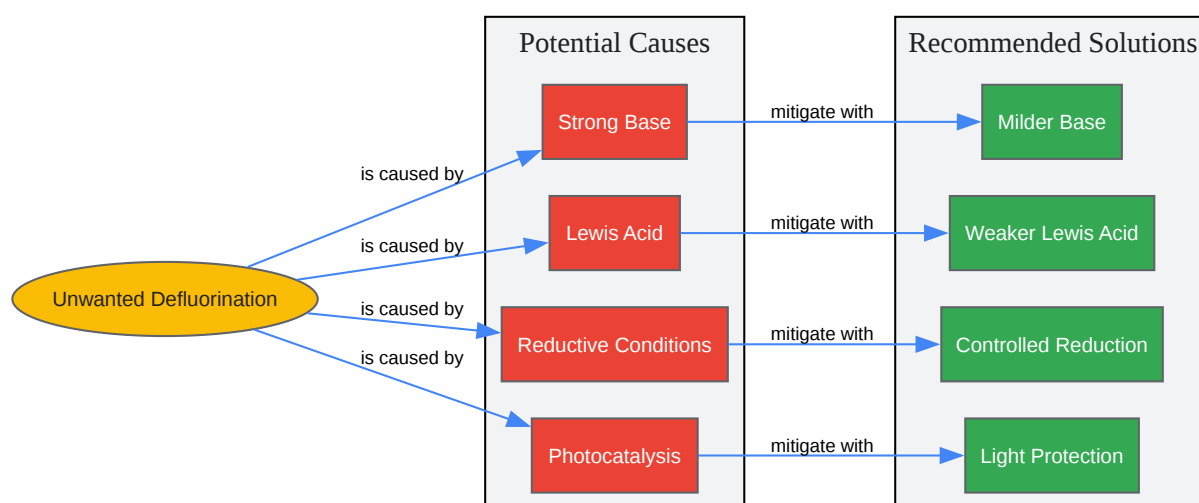 Potential Causes
Recommended Solutions
Strong Base
mitigate with
Milder Base
is caused by
Lewis Acid
mitigate with
Weaker Lewis Acid
is caused by
Unwanted Defluorination
is caused by
Reductive Conditions
mitigate with
Controlled Reduction
is caused by
Photocatalysis
mitigate with
Light Protection